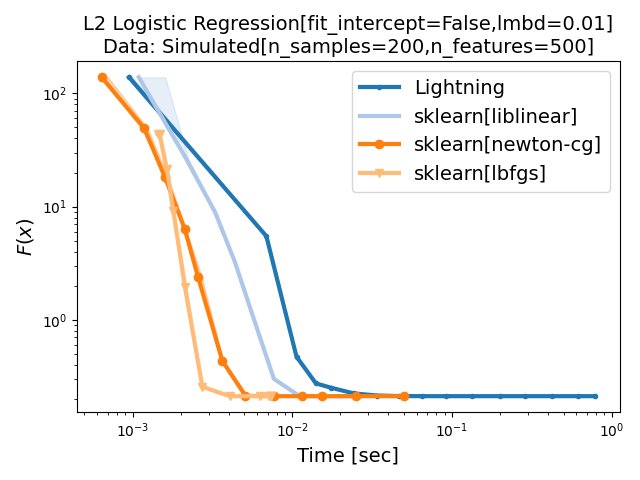 L2 Logistic Regression[fit_intercept=False,lmbd=0.01]
Data: Simulated[n_samples=200,n_features=500]
Lightning
sklearn[liblinear]
sklearn[newton-cg]
sklearn[lbfgs]
F(x)
10²
10¹
10⁰
10⁻³
10⁻²
10⁻¹
10⁰
Time [sec]